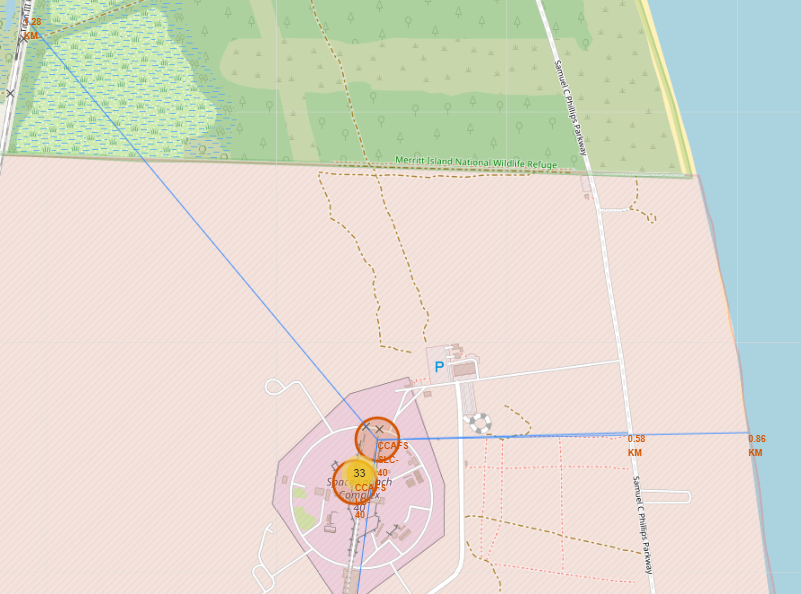 1.28
KM
Samuel C Phillips Parkway
Merritt Island National Wildlife Refuge
P
CCAFS
SLC-
40
0.58
KM
0.86
KM
33
CCAFS
40
40
Samuel C Phillips Parkway